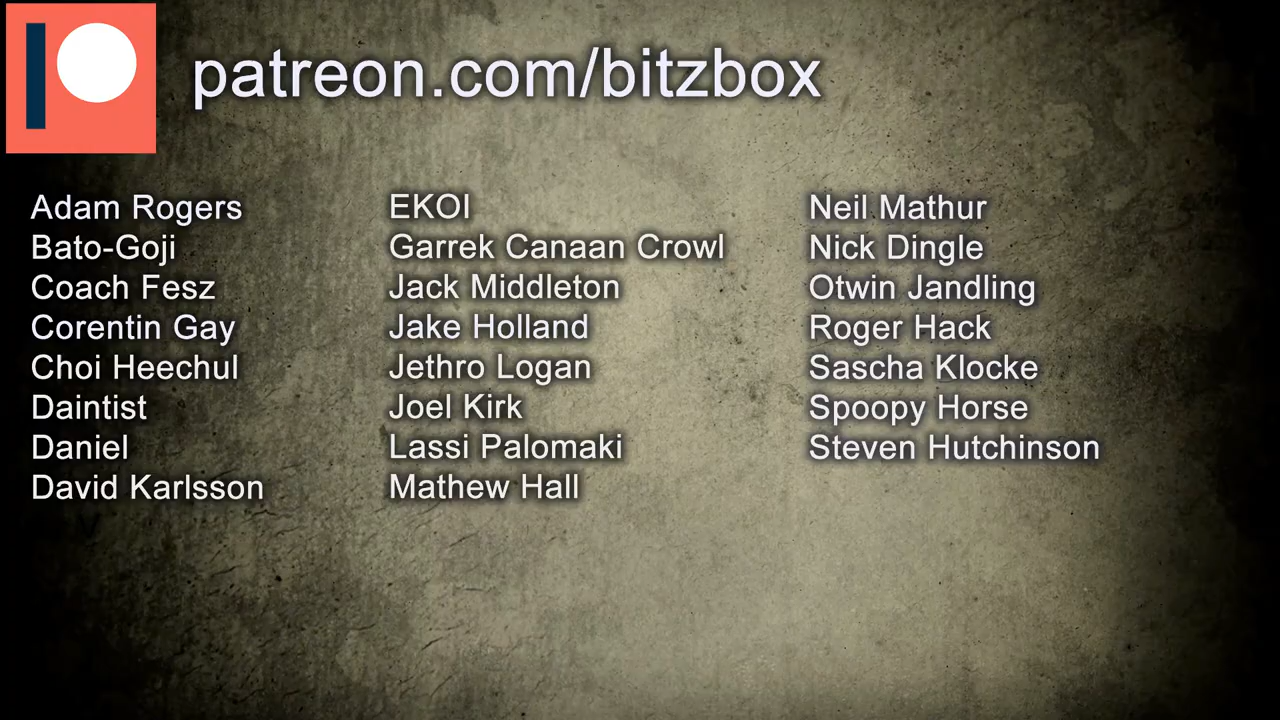 patreon.com/bitzbox
Adam Rogers
Bato-Goji
Coach Fesz
Corentin Gay
Choi Heechul
Daintist
Daniel
David Karlsson
EKOI
Garrek Canaan Crowl
Jack Middleton
Jake Holland
Jethro Logan
Joel Kirk
Lassi Palomaki
Mathew Hall
Neil Mathur
Nick Dingle
Otwin Jandling
Roger Hack
Sascha Klocke
Spoopy Horse
Steven Hutchinson